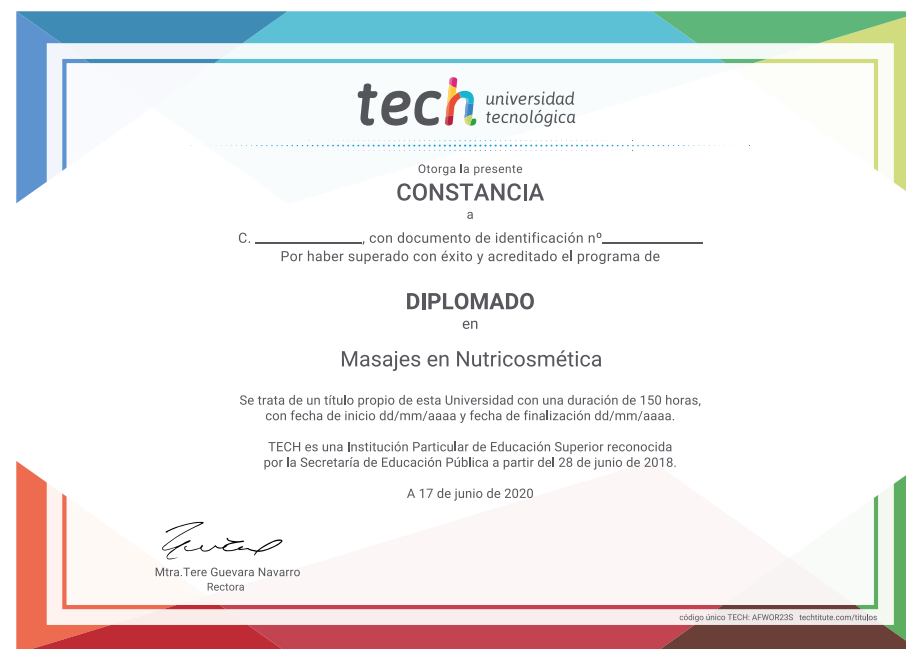 tech universidad
tecnológica
Otorga la presente
CONSTANCIA
a
C. ____________, con documento de identificación nº____________
Por haber superado con éxito y acreditado el programa de
DIPLOMADO
en
Masajes en Nutricosmética
Se trata de un título propio de esta Universidad con una duración de 150 horas,
con fecha de inicio dd/mm/aaaa y fecha de finalización dd/mm/aaaa.
TECH es una Institución Particular de Educación Superior reconocida
por la Secretaría de Educación Pública a partir del 28 de junio de 2018.
A 17 de junio de 2020
Mtra.Tere Guevara Navarro
Rectora
código único TECH: AFWOR23S techtitute.com/titulos